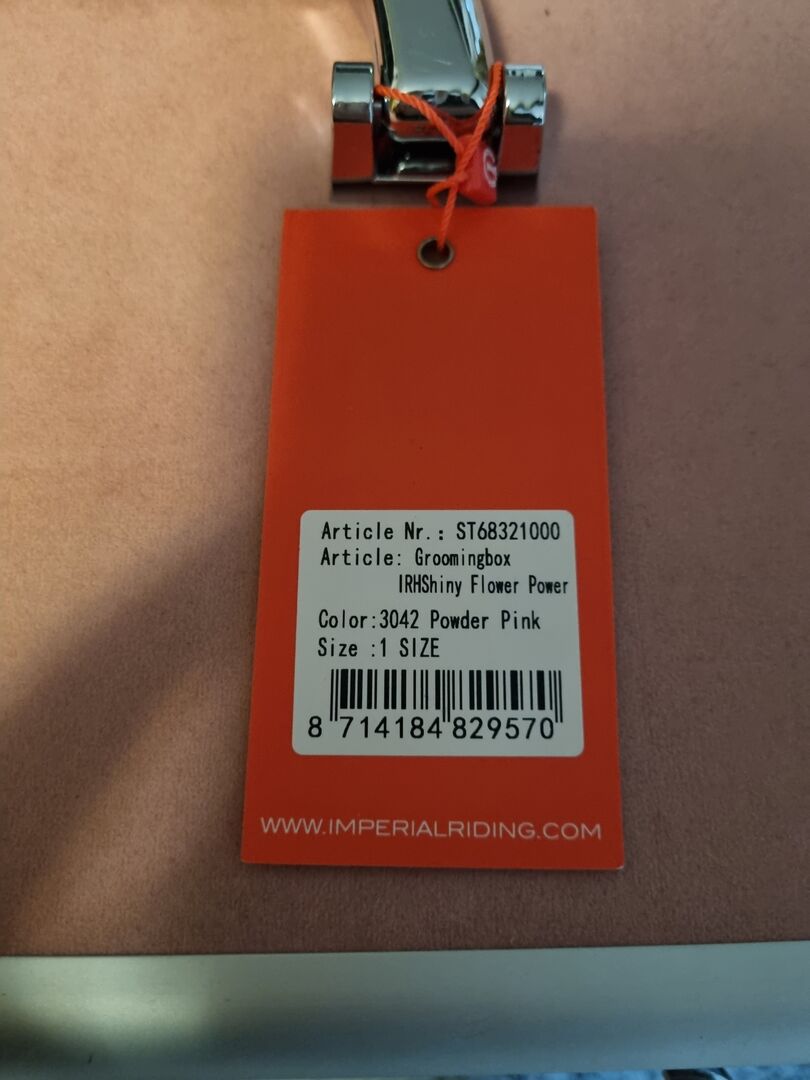 Article Nr.: ST68321000
Article: Groomingbox
IRHShiny Flower Power
Color:3042 Powder Pink
Size :1 SIZE
8 714184 829570
WWW.IMPERIALRIDING.COM